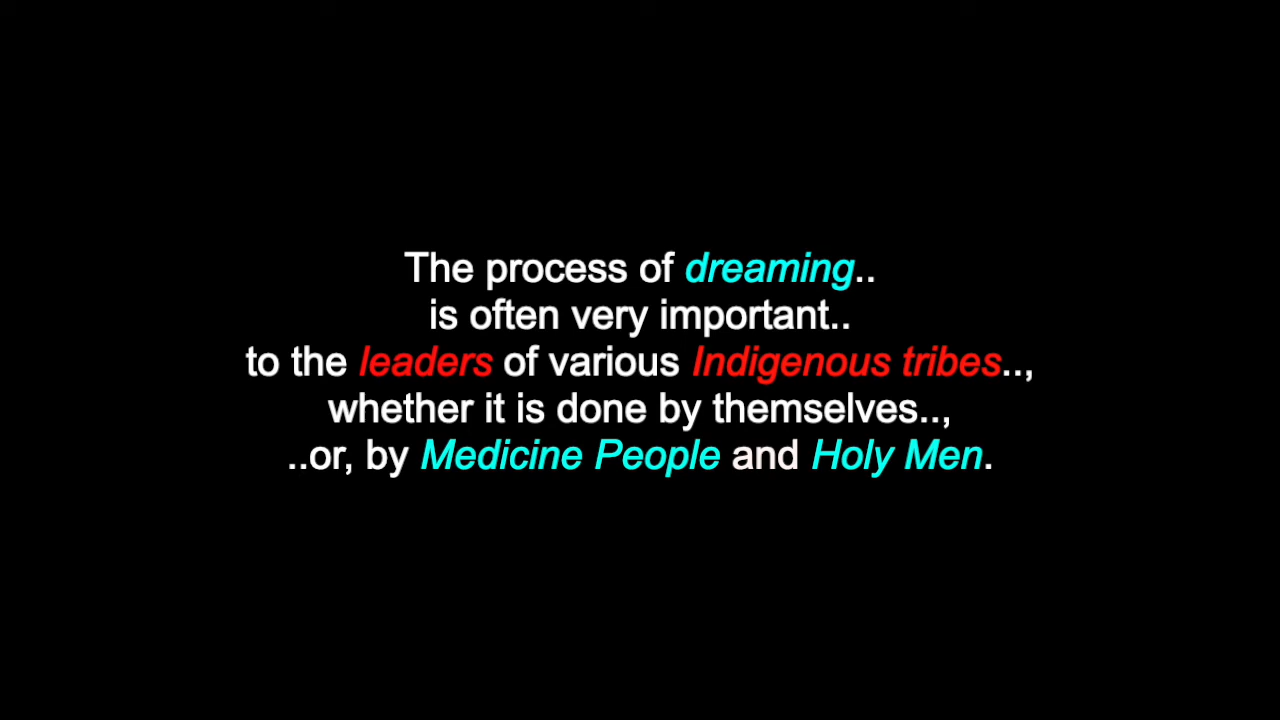 The process of dreaming..
is often very important..
to the leaders of various Indigenous tribes..,
whether it is done by themselves..,
..or, by Medicine People and Holy Men.